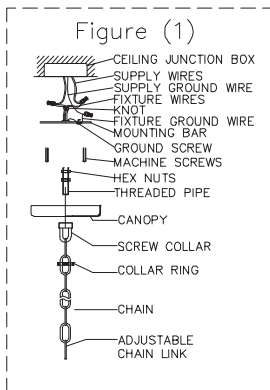 Figure (1)
CEILING JUNCTION BOX
SUPPLY WIRES
SUPPLY GROUND WIRE
FIXTURE WIRES
KNOT
FIXTURE GROUND WIRE
MOUNTING BAR
GROUND SCREW
MACHINE SCREWS
HEX NUTS
THREADED PIPE
CANOPY
SCREW COLLAR
COLLAR RING
CHAIN
ADJUSTABLE
CHAIN LINK